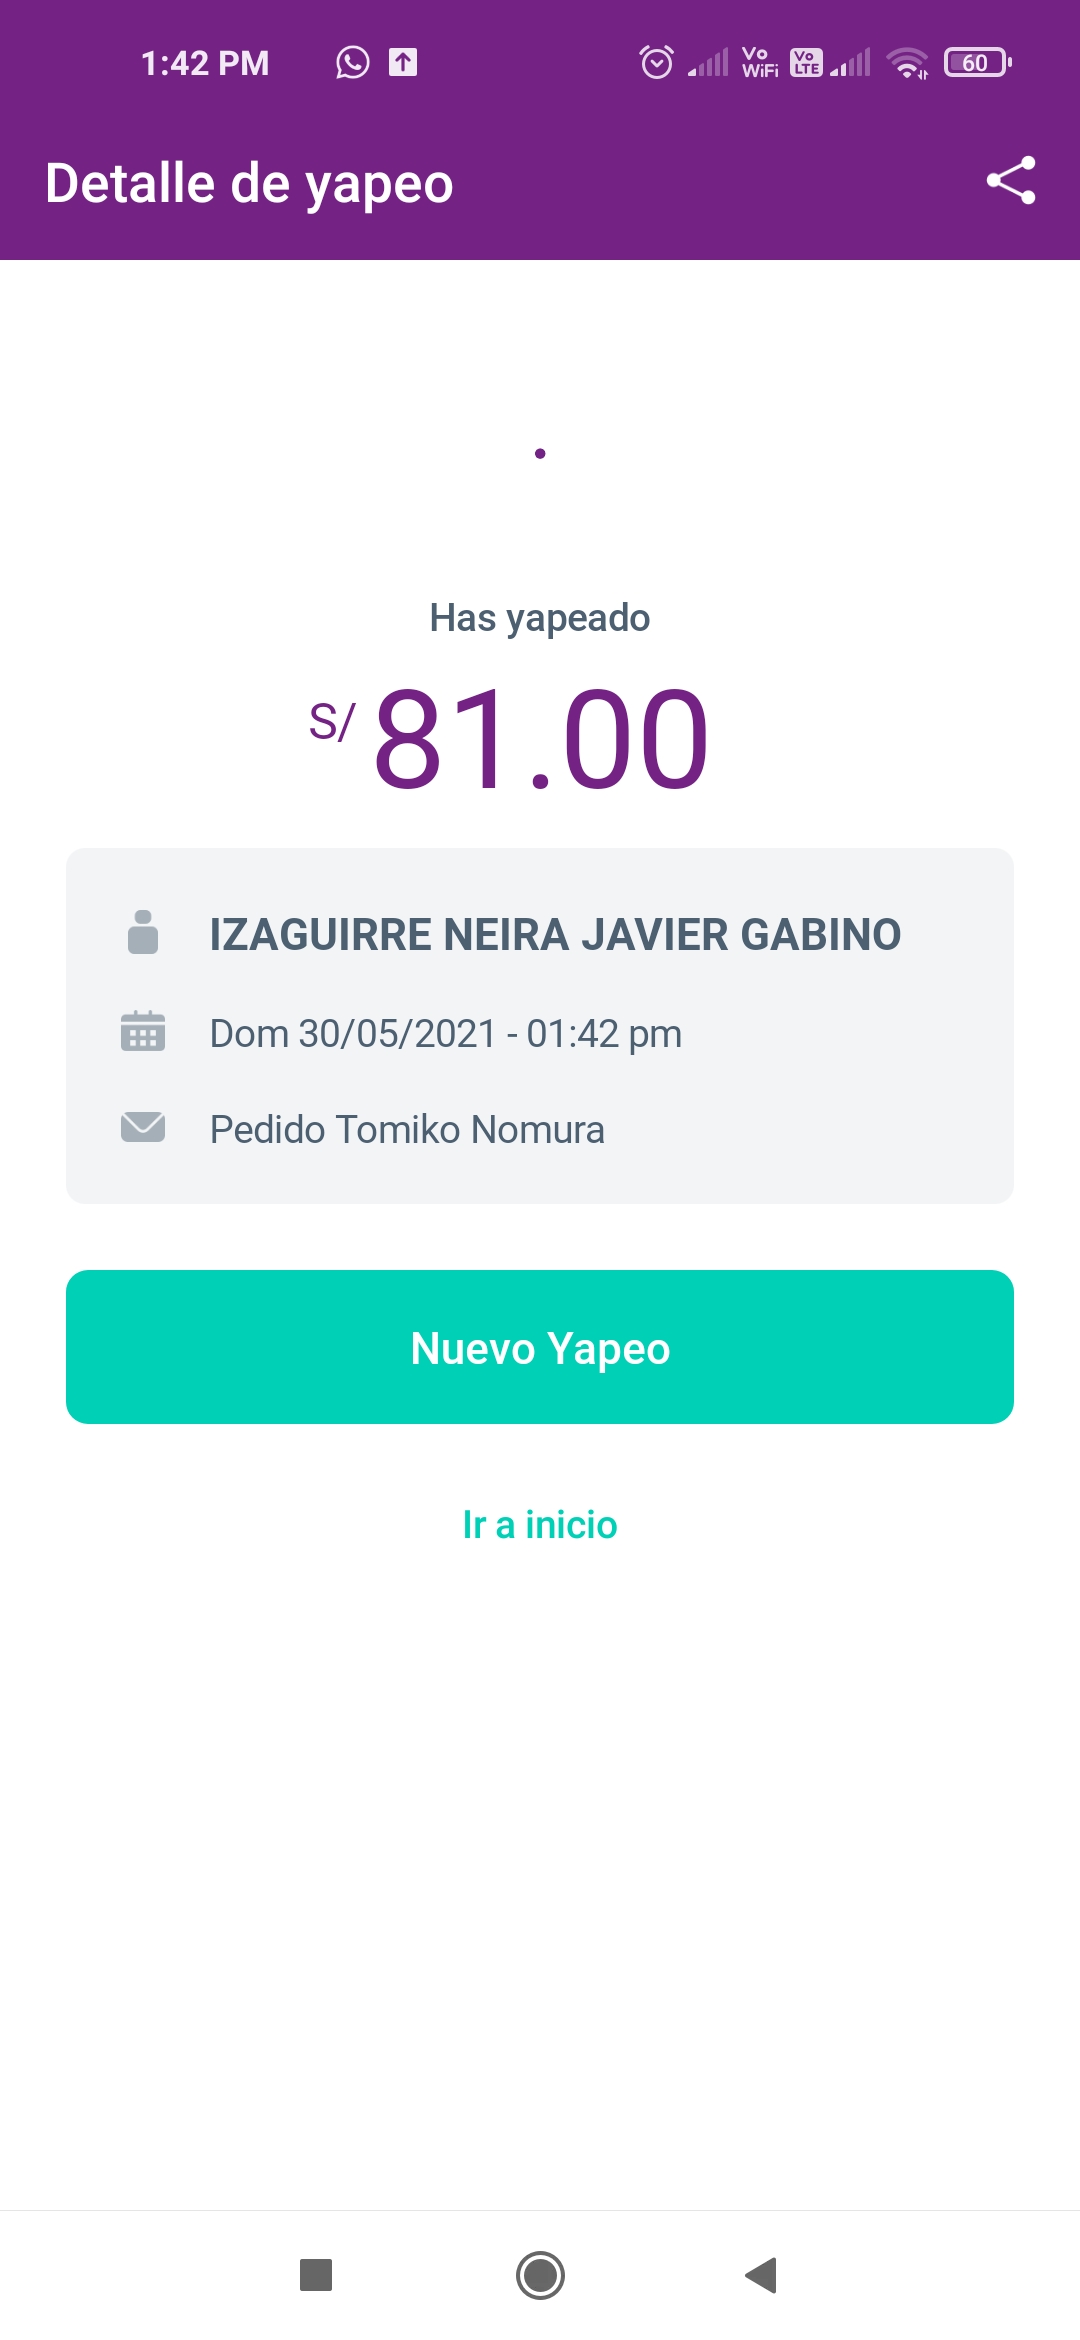 1:42 PM
Vo
WiFi
Vo
LTE
60
Detalle de yapeo
Has yapeado
S/ 81.00
IZAGUIRRE NEIRA JAVIER GABINO
Dom 30/05/2021 - 01:42 pm
Pedido Tomiko Nomura
Nuevo Yapeo
Ir a inicio